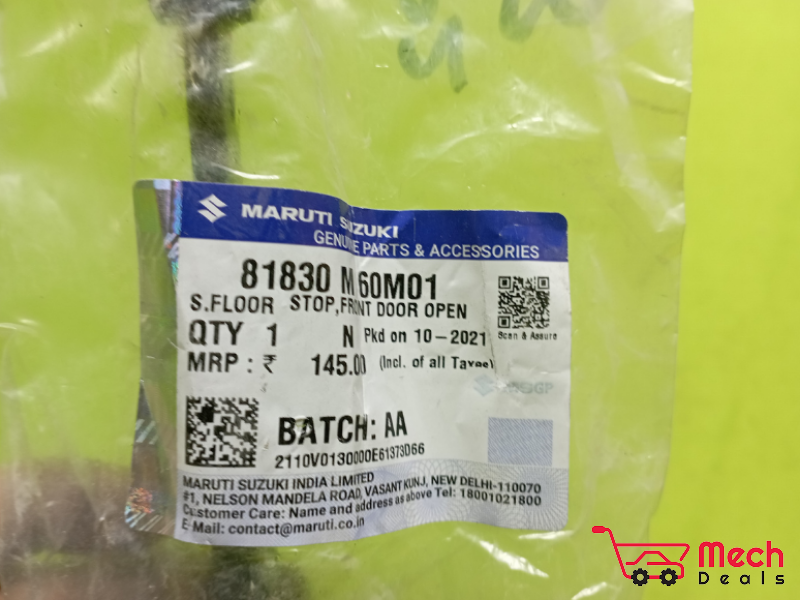 MARUTI SUZUKI
GENUINE PARTS & ACCESSORIES
81830 M 60M01
S.FLOOR STOP,FRONT DOOR OPEN
QTY 1 N Pkd on 10-2021
Scan & Assure
MRP : ₹ 145.00 (Incl. of all Taxes)
BATCH: AA
2110V0130000E61373D66
MARUTI SUZUKI INDIA LIMITED
#1, NELSON MANDELA ROAD, VASANT KUNJ, NEW DELHI-110070
Customer Care: Name and address as above Tel: 18001021800
E-Mail: contact@maruti.co.in
Mech
Deals